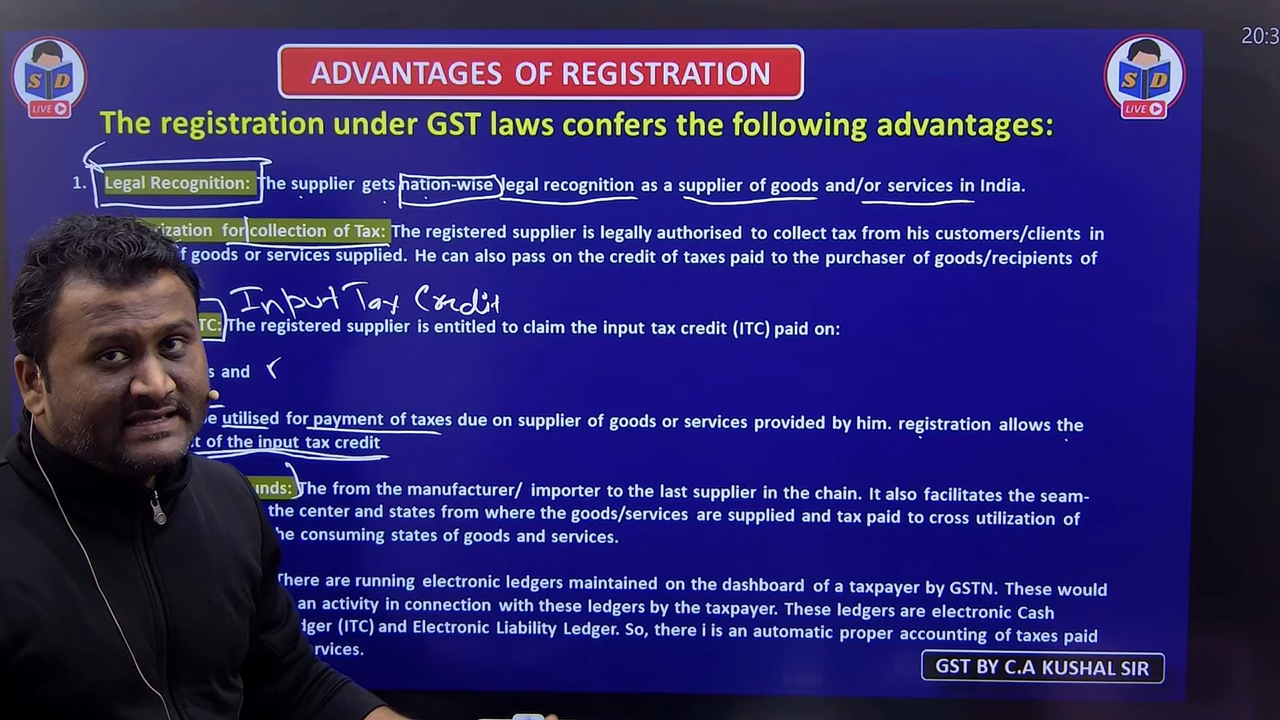 20:3
S D
LIVE
S D
LIVE
ADVANTAGES OF REGISTRATION
The registration under GST laws confers the following advantages:
1. Legal Recognition: The supplier gets nation-wise legal recognition as a supplier of goods and/or services in India.
collection of Tax: The registered supplier is legally authorised to collect tax from his customers/clients in
goods or services supplied. He can also pass on the credit of taxes paid to the purchaser of goods/recipients of
Input Tax Credit
TC: The registered supplier is entitled to claim the input tax credit (ITC) paid on:
and
utilised for payment of taxes due on supplier of goods or services provided by him. registration allows the
of the input tax credit
unds: The from the manufacturer/ importer to the last supplier in the chain. It also facilitates the seam-
the center and states from where the goods/services are supplied and tax paid to cross utilization of
he consuming states of goods and services.
There are running electronic ledgers maintained on the dashboard of a taxpayer by GSTN. These would
an activity in connection with these ledgers by the taxpayer. These ledgers are electronic Cash
dger (ITC) and Electronic Liability Ledger. So, there i is an automatic proper accounting of taxes paid
rvices.
GST BY C.A KUSHAL SIR